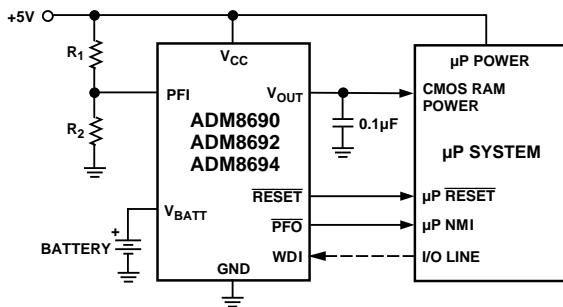 +5V
R1
R2
VCC
PFI
VOUT
ADM8690
ADM8692
ADM8694
RESET
PFO
WDI
VBATT
GND
BATTERY
+
0.1µF
µP POWER
CMOS RAM
POWER
µP SYSTEM
µP RESET
µP NMI
I/O LINE